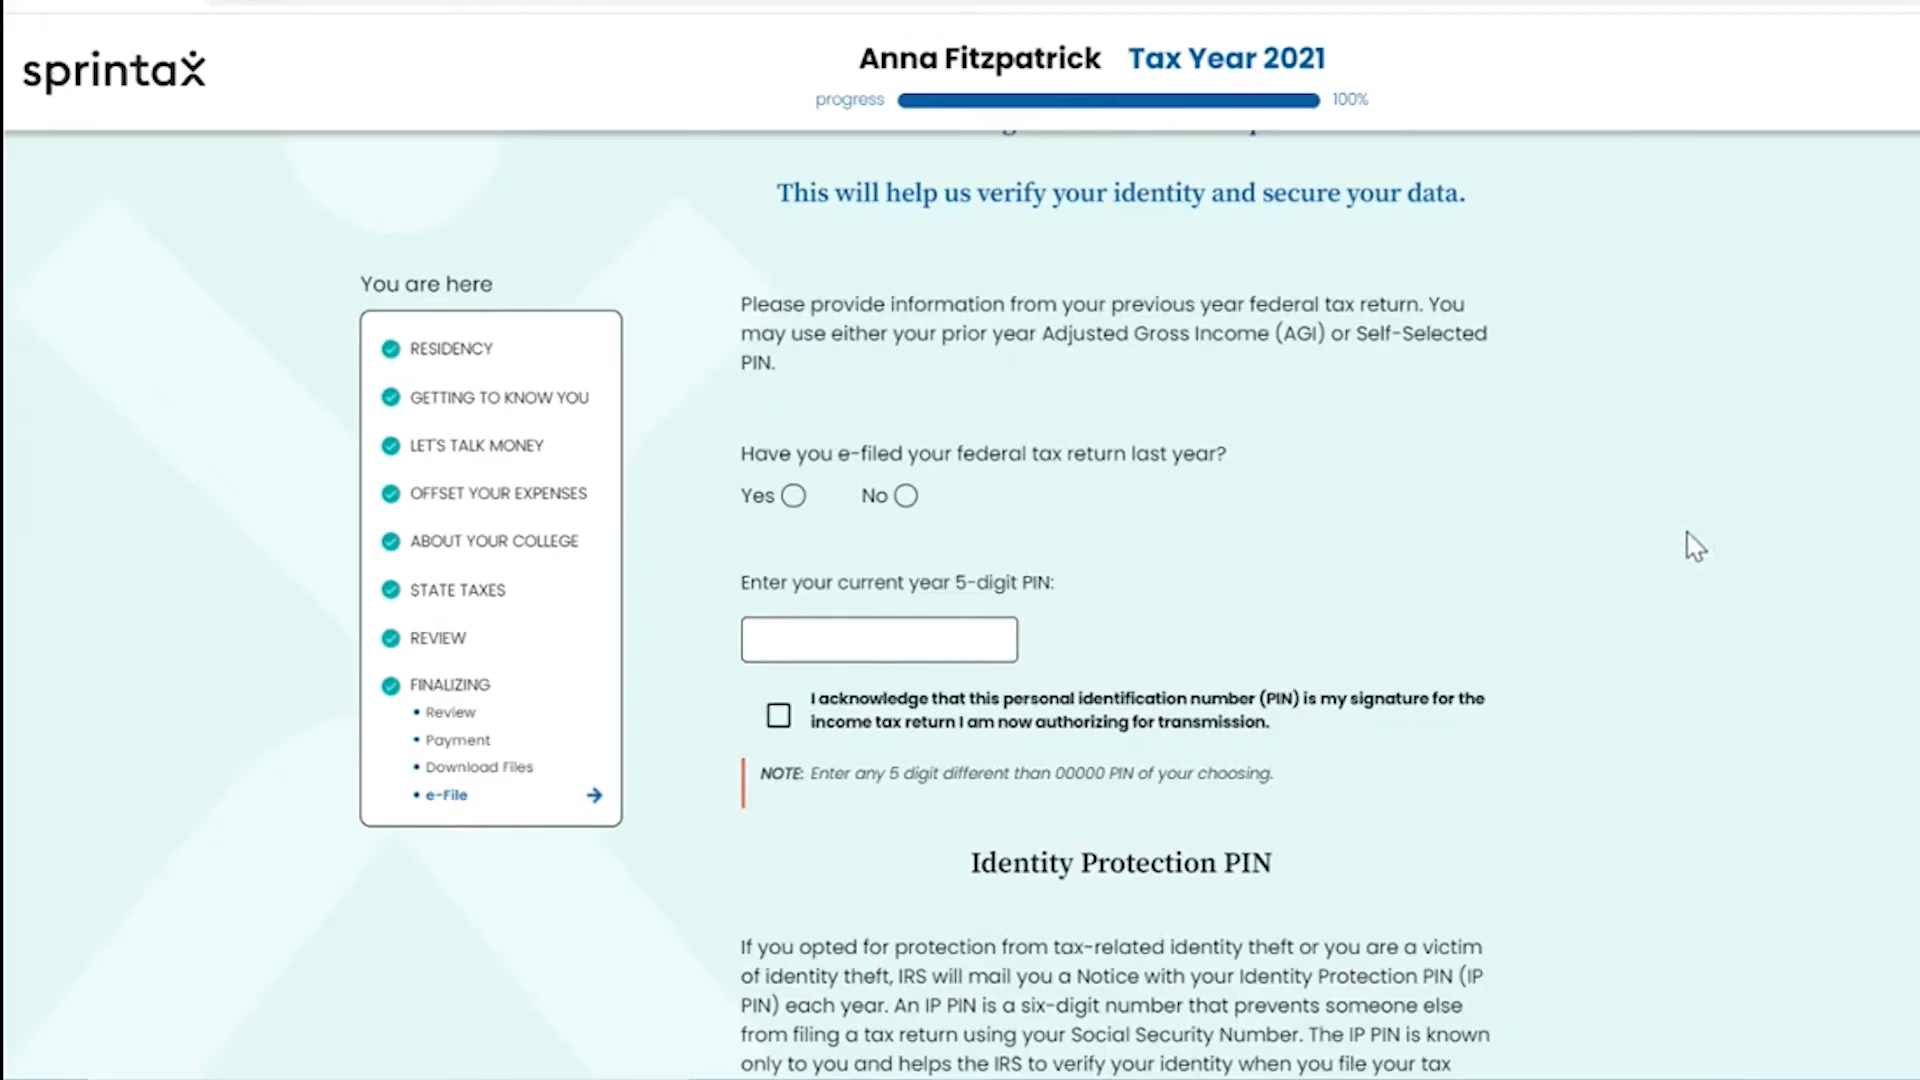 sprintax
Anna Fitzpatrick Tax Year 2021
progress 100%
This will help us verify your identity and secure your data.
You are here
RESIDENCY
GETTING TO KNOW YOU
LET'S TALK MONEY
OFFSET YOUR EXPENSES
ABOUT YOUR COLLEGE
STATE TAXES
REVIEW
FINALIZING
• Review
• Payment
• Download Files
• e-File
Please provide information from your previous year federal tax return. You
may use either your prior year Adjusted Gross Income (AGI) or Self-Selected
PIN.
Have you e-filed your federal tax return last year?
Yes No
Enter your current year 5-digit PIN:
I acknowledge that this personal identification number (PIN) is my signature for the
income tax return I am now authorizing for transmission.
NOTE: Enter any 5 digit different than 00000 PIN of your choosing.
Identity Protection PIN
If you opted for protection from tax-related identity theft or you are a victim
of identity theft, IRS will mail you a Notice with your Identity Protection PIN (IP
PIN) each year. An IP PIN is a six-digit number that prevents someone else
from filing a tax return using your Social Security Number. The IP PIN is known
only to you and helps the IRS to verify your identity when you file your tax